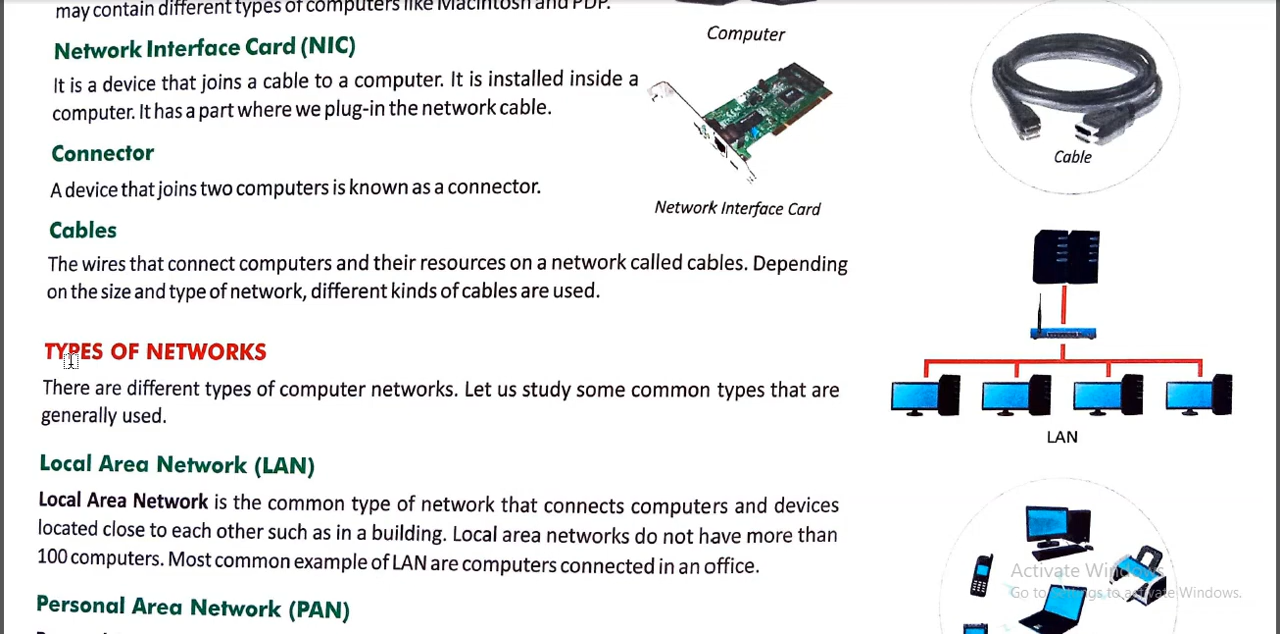 may contain different types of computers like Macintosh and PDP.
Computer
Network Interface Card (NIC)
It is a device that joins a cable to a computer. It is installed inside a
computer. It has a part where we plug-in the network cable.
Connector
A device that joins two computers is known as a connector.
Network Interface Card
Cable
Cables
The wires that connect computers and their resources on a network called cables. Depending
on the size and type of network, different kinds of cables are used.
TYPES OF NETWORKS
There are different types of computer networks. Let us study some common types that are
generally used.
LAN
Local Area Network (LAN)
Local Area Network is the common type of network that connects computers and devices
located close to each other such as in a building. Local area networks do not have more than
100 computers. Most common example of LAN are computers connected in an office.
Personal Area Network (PAN)
Activate Windows
Go to Settings to activate Windows.